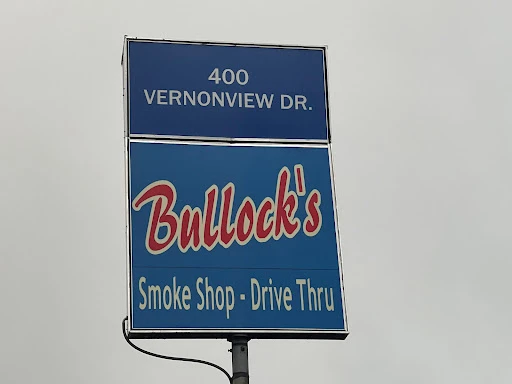 400
VERNONVIEW DR.
Bullock's
Smoke Shop - Drive Thru